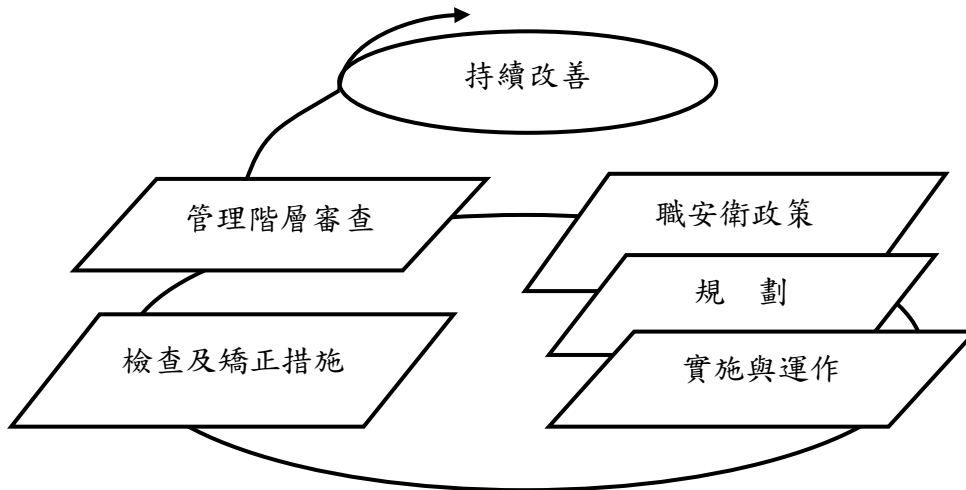 持續改善
管理階層審查
職安衛政策
規　劃
檢查及矯正措施
實施與運作